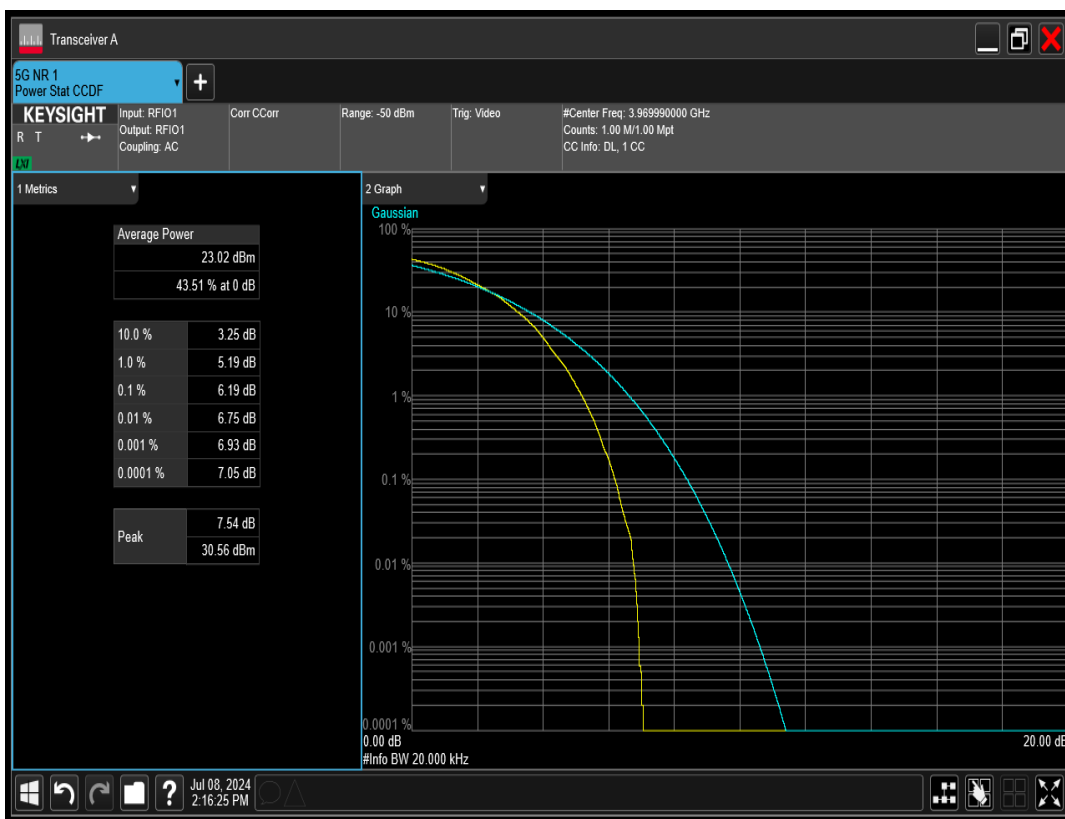 Transceiver A
5G NR 1
Power Stat CCDF
+
KEYSIGHT
R T
LXI
Input: RFIO1
Output: RFIO1
Coupling: AC
Corr CCorr
Range: -50 dBm
Trig: Video
#Center Freq: 3.969990000 GHz
Counts: 1.00 M/1.00 Mpt
CC Info: DL, 1 CC
1 Metrics
Average Power
23.02 dBm
43.51 % at 0 dB
10.0 % 3.25 dB
1.0 % 5.19 dB
0.1 % 6.19 dB
0.01 % 6.75 dB
0.001 % 6.93 dB
0.0001 % 7.05 dB
Peak 7.54 dB
30.56 dBm
2 Graph
Gaussian
100 %
10 %
1 %
0.1 %
0.01 %
0.001 %
0.0001 %
0.00 dB 20.00 dB
#Info BW 20.000 kHz
?
Jul 08, 2024
2:16:25 PM